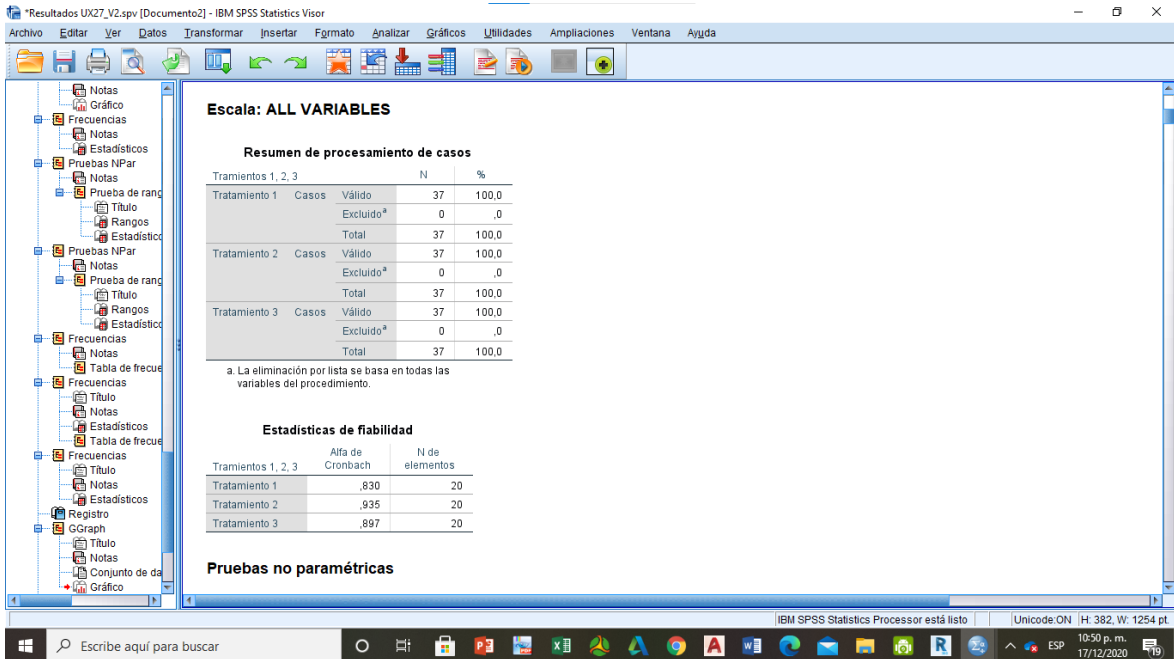 *Resultados UX27_V2.spv [Documento2] - IBM SPSS Statistics Visor
Archivo Editar Ver Datos Transformar Insertar Formato Analizar Gráficos Utilidades Ampliaciones Ventana Ayuda
Notas
Gráfico
Frecuencias
Notas
Estadísticos
Pruebas NPar
Notas
Prueba de rang
Título
Rangos
Estadístico
Pruebas NPar
Notas
Prueba de rang
Título
Rangos
Estadístico
Frecuencias
Notas
Tabla de frecue
Frecuencias
Título
Notas
Estadísticos
Tabla de frecue
Frecuencias
Título
Notas
Estadísticos
Registro
GGraph
Título
Notas
Conjunto de da
Gráfico
Escala: ALL VARIABLES
Resumen de procesamiento de casos
Tramientos 1, 2, 3 N %
Tratamiento 1 Casos Válido 37 100,0
Excluido a 0 ,0
Total 37 100,0
Tratamiento 2 Casos Válido 37 100,0
Excluido a 0 ,0
Total 37 100,0
Tratamiento 3 Casos Válido 37 100,0
Excluido a 0 ,0
Total 37 100,0
a. La eliminación por lista se basa en todas las
variables del procedimiento.
Estadísticas de fiabilidad
Alfa de N de
Tramientos 1, 2, 3 Cronbach elementos
Tratamiento 1 ,830 20
Tratamiento 2 ,935 20
Tratamiento 3 ,897 20
Pruebas no paramétricas
IBM SPSS Statistics Processor está listo Unicode:ON H: 382, W: 1254 pt.
Escribe aquí para buscar
ESP
10:50 p. m.
17/12/2020
19